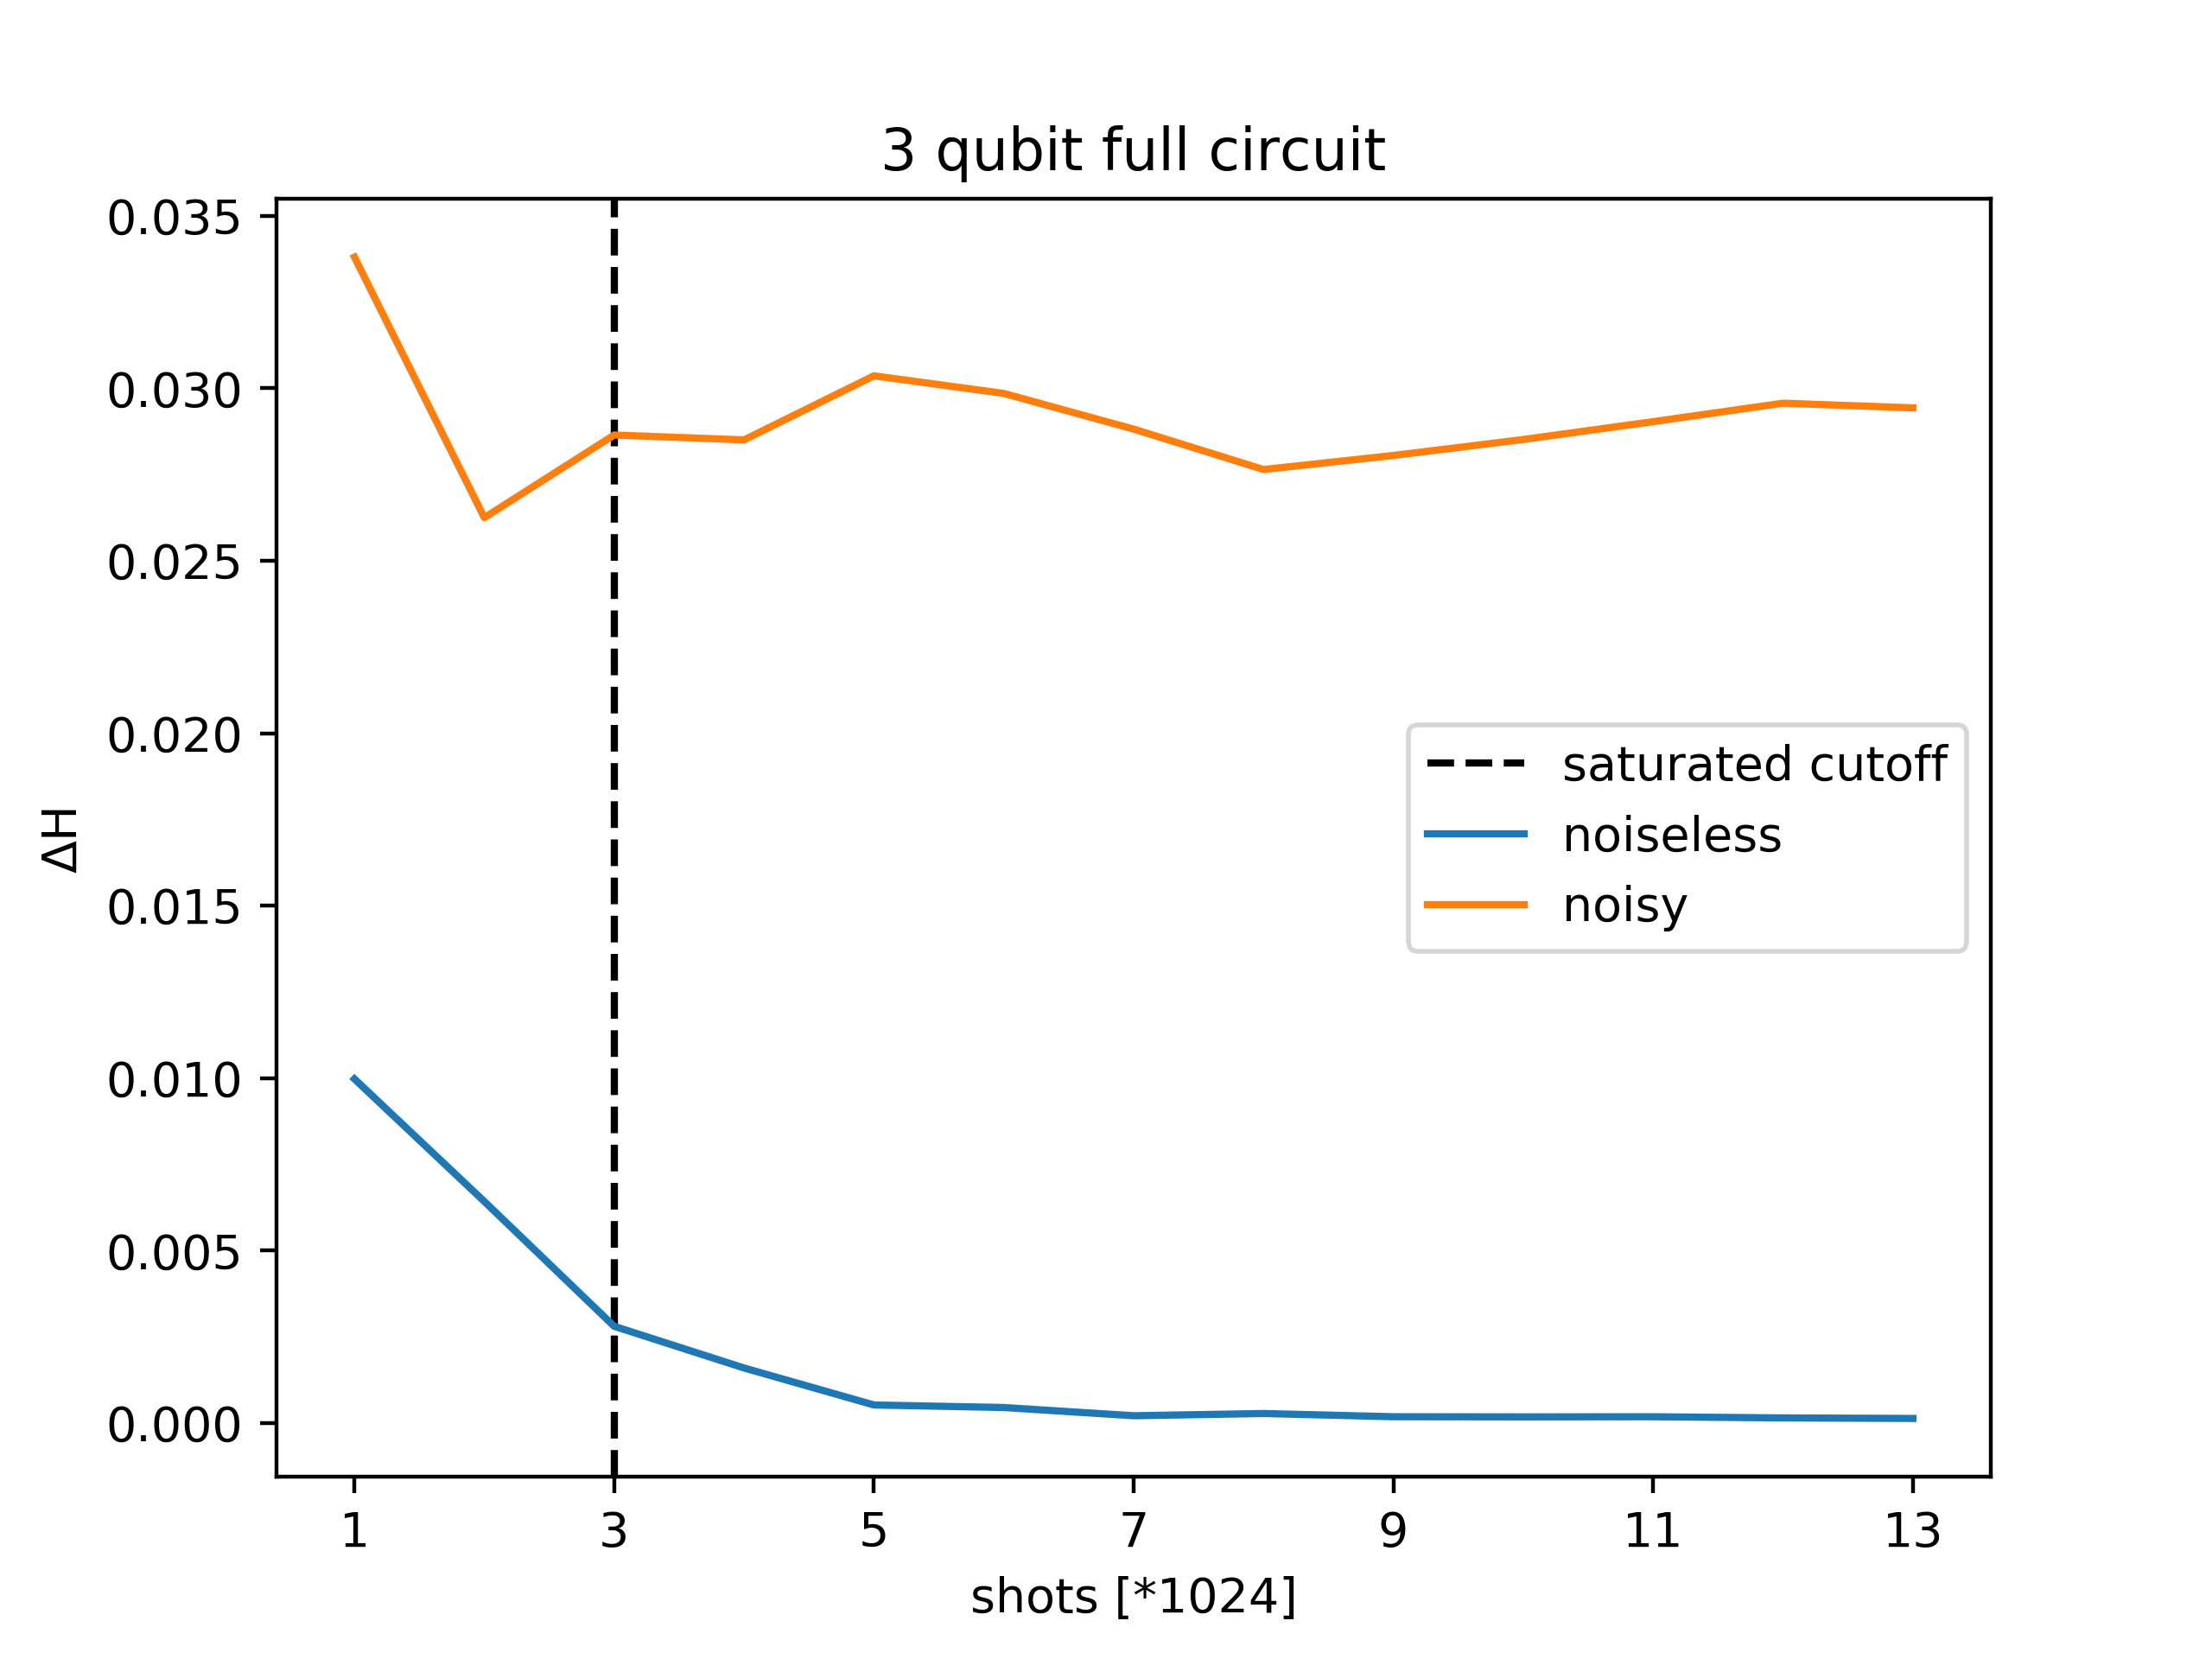 3 qubit full circuit
0.035
0.030
0.025
0.020
0.015
0.010
0.005
0.000
ΔH
saturated cutoff
noiseless
noisy
1 3 5 7 9 11 13
shots [*1024]